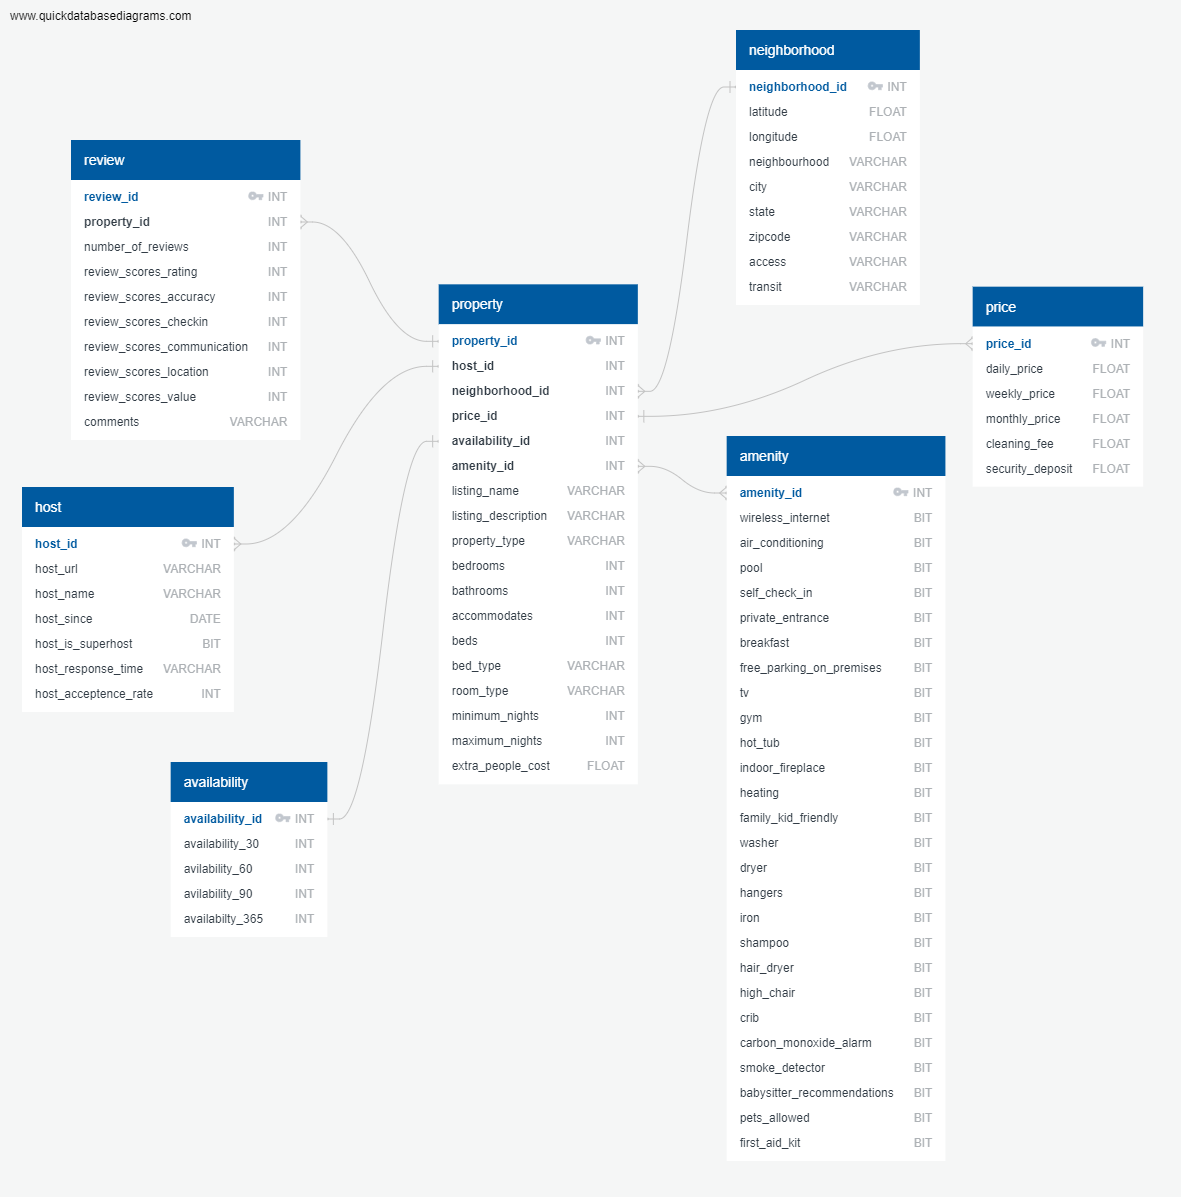 www.quickdatabasediagrams.com
neighborhood
neighborhood_id INT
latitude FLOAT
longitude FLOAT
neighbourhood VARCHAR
city VARCHAR
state VARCHAR
zipcode VARCHAR
access VARCHAR
transit VARCHAR
review
review_id INT
property_id INT
number_of_reviews INT
review_scores_rating INT
review_scores_accuracy INT
review_scores_checkin INT
review_scores_communication INT
review_scores_location INT
review_scores_value INT
comments VARCHAR
property
property_id INT
host_id INT
neighborhood_id INT
price_id INT
availability_id INT
amenity_id INT
listing_name VARCHAR
listing_description VARCHAR
property_type VARCHAR
bedrooms INT
bathrooms INT
accommodates INT
beds INT
bed_type VARCHAR
room_type VARCHAR
minimum_nights INT
maximum_nights INT
extra_people_cost FLOAT
price
price_id INT
daily_price FLOAT
weekly_price FLOAT
monthly_price FLOAT
cleaning_fee FLOAT
security_deposit FLOAT
host
host_id INT
host_url VARCHAR
host_name VARCHAR
host_since DATE
host_is_superhost BIT
host_response_time VARCHAR
host_acceptence_rate INT
amenity
amenity_id INT
wireless_internet BIT
air_conditioning BIT
pool BIT
self_check_in BIT
private_entrance BIT
breakfast BIT
free_parking_on_premises BIT
tv BIT
gym BIT
hot_tub BIT
indoor_fireplace BIT
heating BIT
family_kid_friendly BIT
washer BIT
dryer BIT
hangers BIT
iron BIT
shampoo BIT
hair_dryer BIT
high_chair BIT
crib BIT
carbon_monoxide_alarm BIT
smoke_detector BIT
babysitter_recommendations BIT
pets_allowed BIT
first_aid_kit BIT
availability
availability_id INT
availability_30 INT
avilability_60 INT
avilability_90 INT
availabilty_365 INT